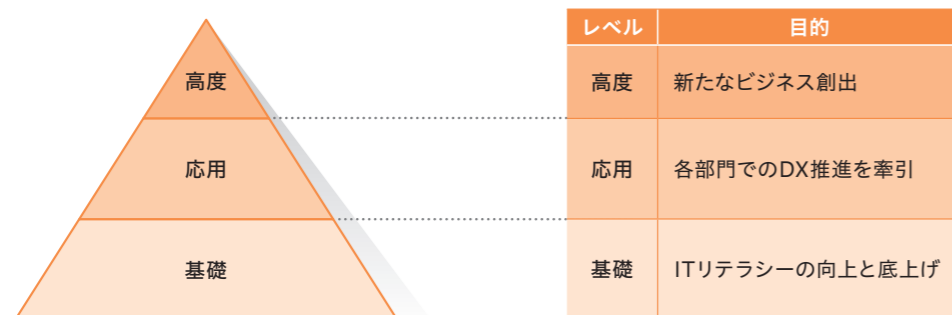 高度
応用
基礎
レベル 目的
高度 新たなビジネス創出
応用 各部門でのDX推進を牽引
基礎 ITリテラシーの向上と底上げ